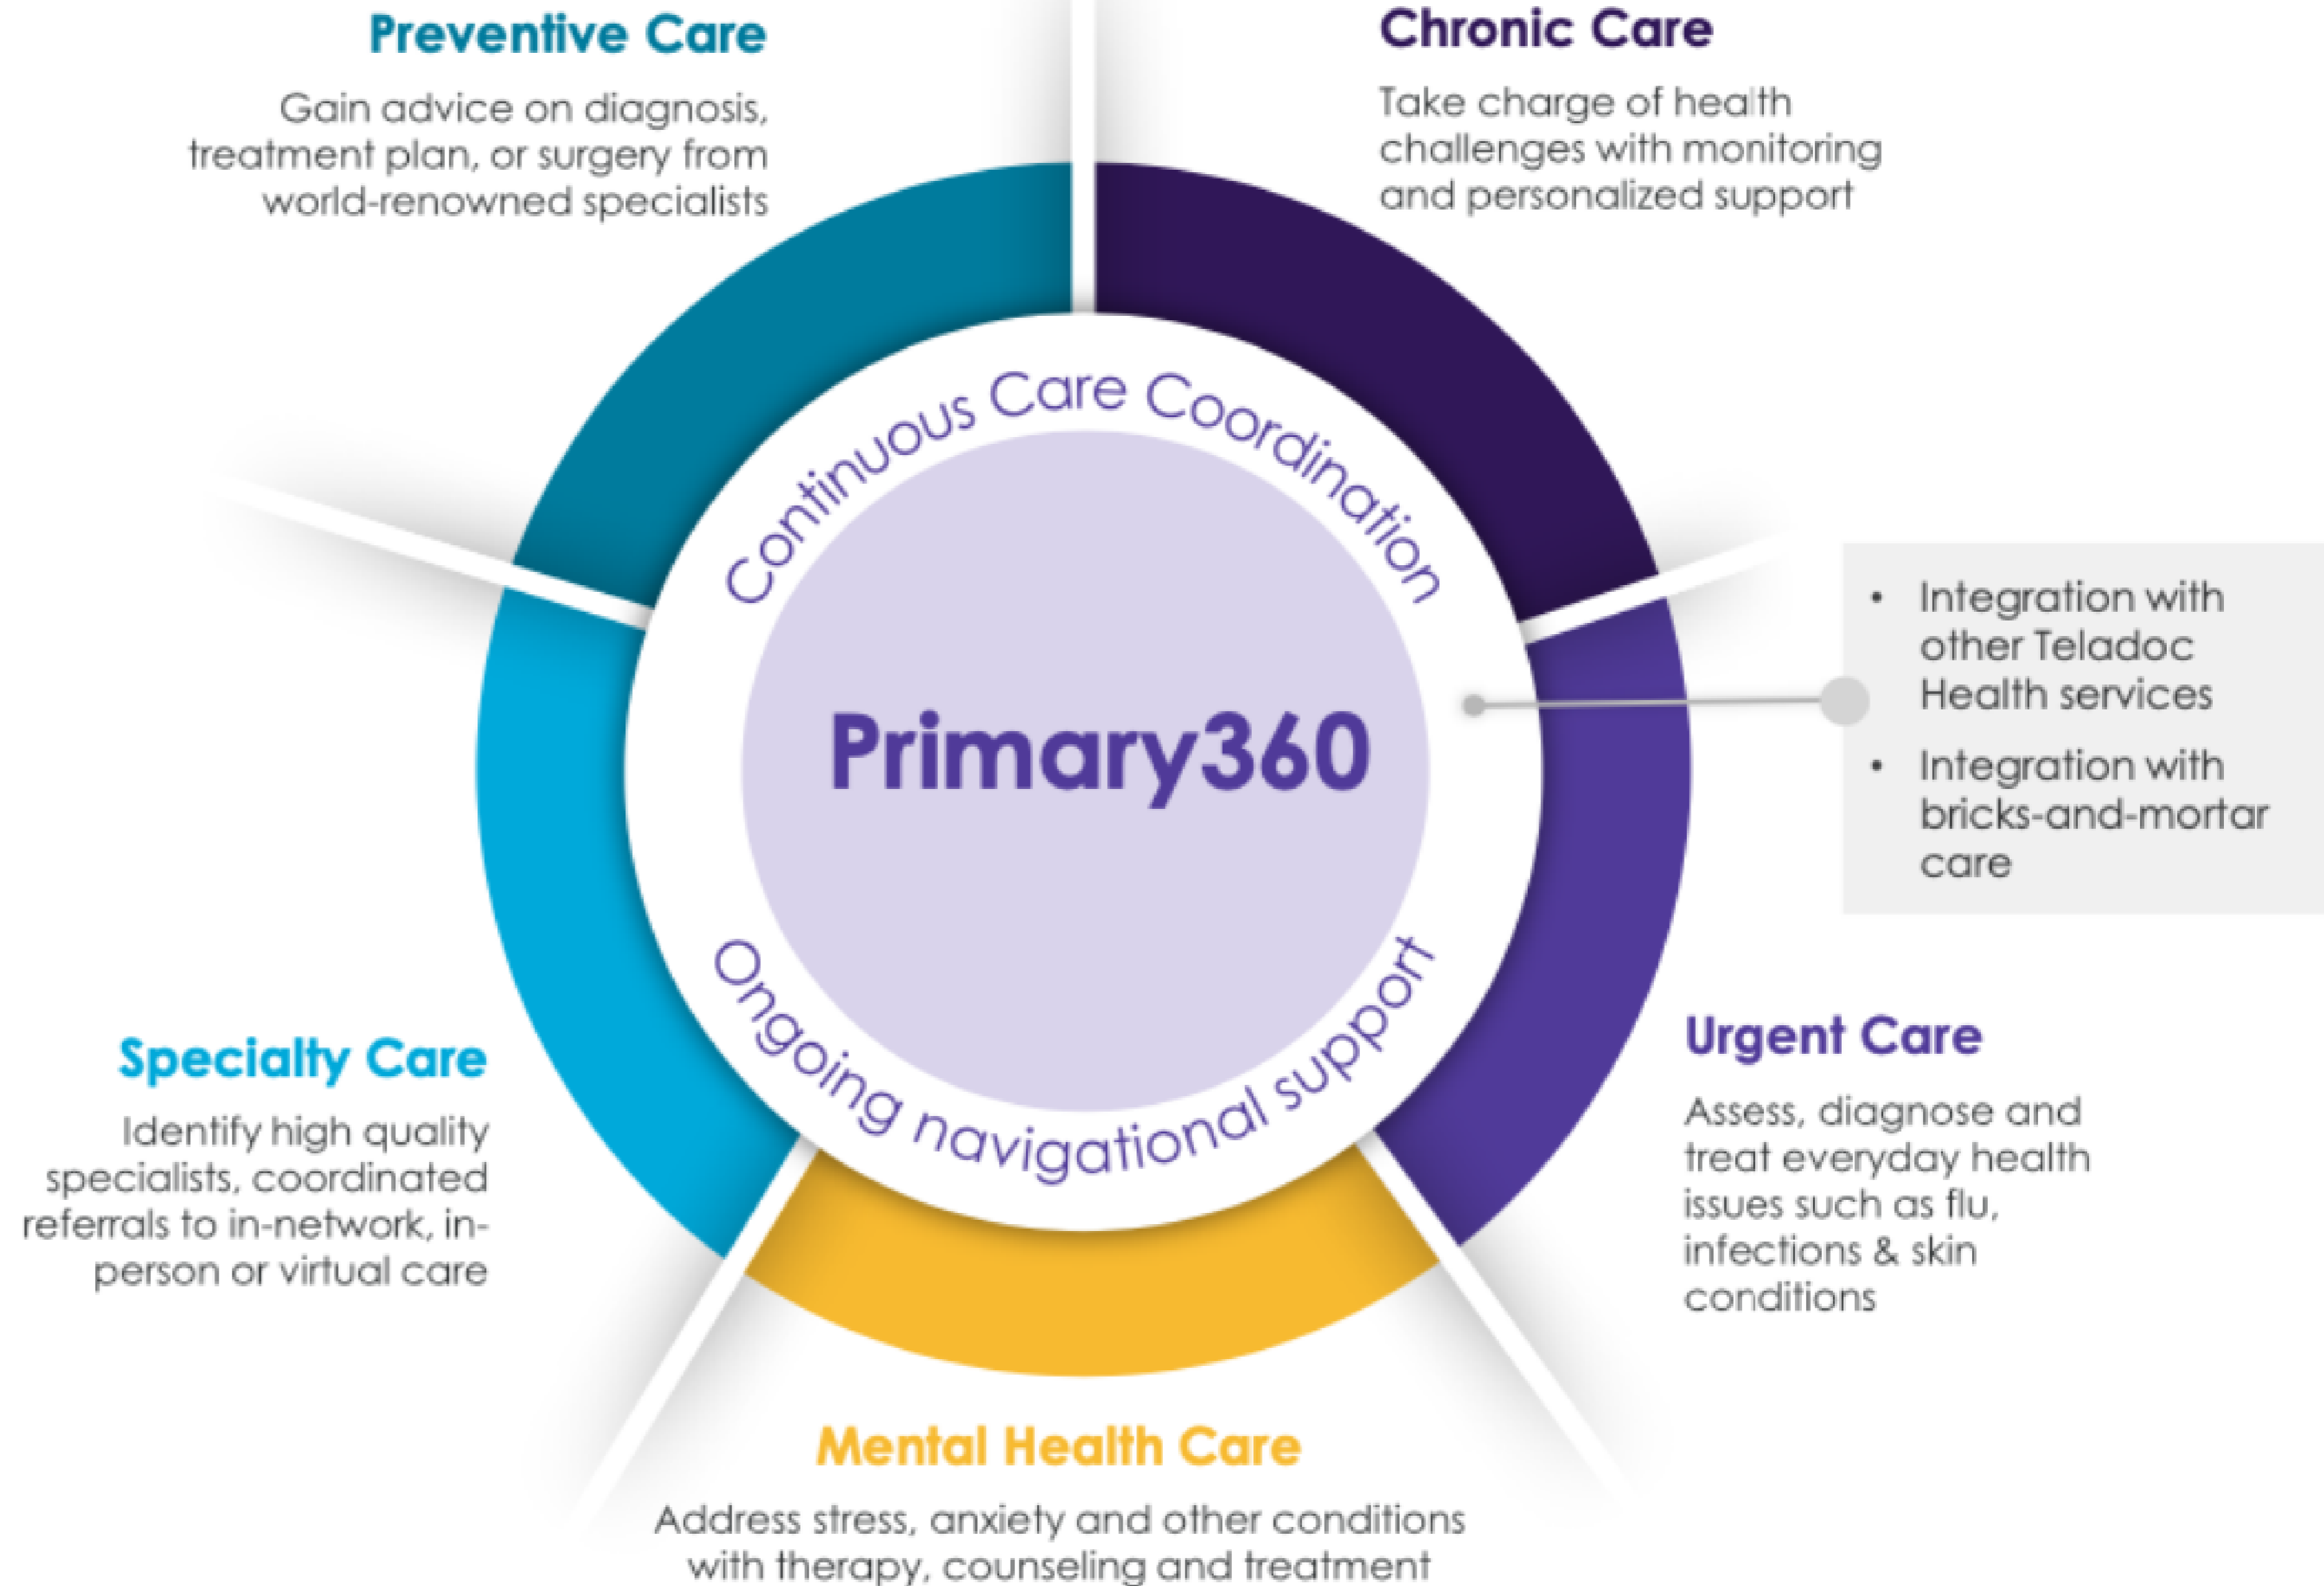 Preventive Care
Gain advice on diagnosis,
treatment plan, or surgery from
world-renowned specialists
Chronic Care
Take charge of health
challenges with monitoring
and personalized support
Continuous Care Coordination
Primary360
Ongoing navigational support
• Integration with
other Teladoc
Health services
• Integration with
bricks-and-mortar
care
Specialty Care
Identify high quality
specialists, coordinated
referrals to in-network, in-
person or virtual care
Urgent Care
Assess, diagnose and
treat everyday health
issues such as flu,
infections & skin
conditions
Mental Health Care
Address stress, anxiety and other conditions
with therapy, counseling and treatment